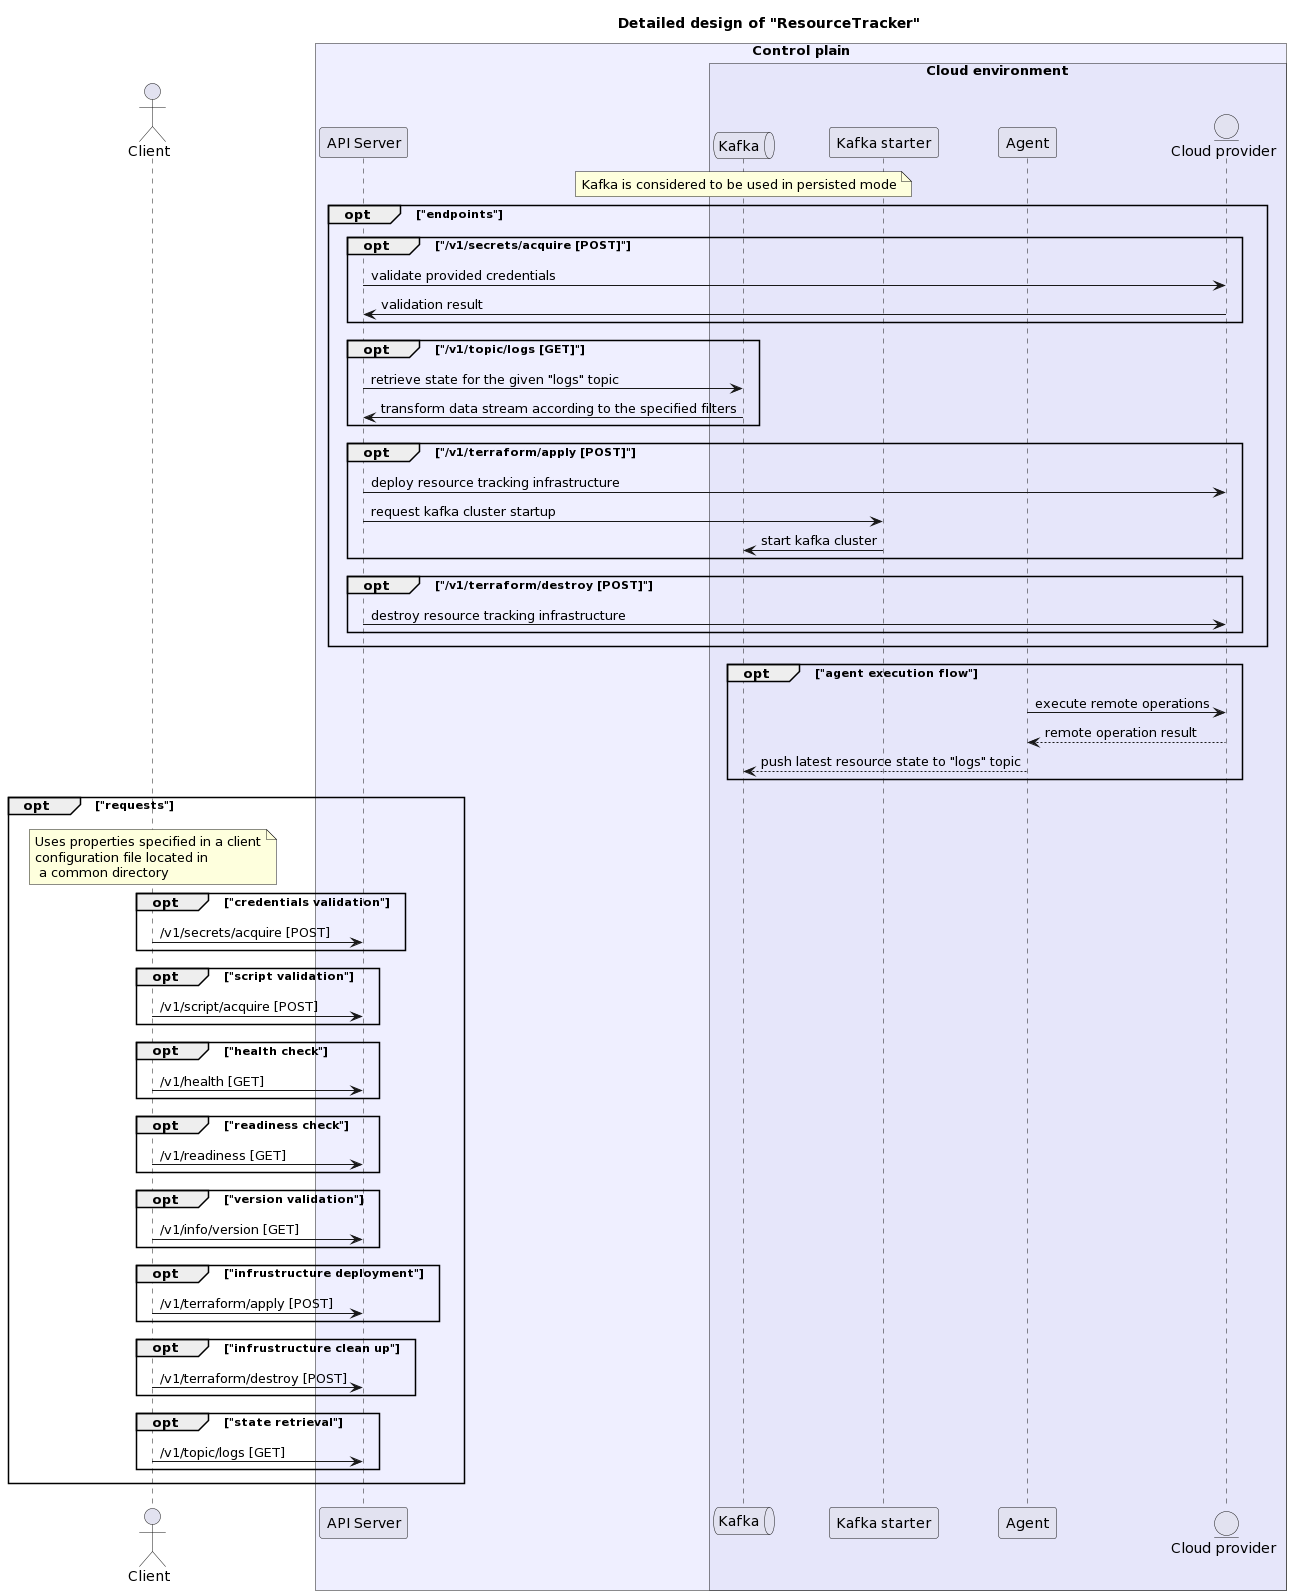 Detailed design of "ResourceTracker"
Control plain
Cloud environment
Client
API Server
Kafka
Kafka starter
Agent
Cloud provider
Kafka is considered to be used in persisted mode
opt ["endpoints"]
opt ["/v1/secrets/acquire [POST]"]
validate provided credentials
validation result
opt ["/v1/topic/logs [GET]"]
retrieve state for the given "logs" topic
transform data stream according to the specified filters
opt ["/v1/terraform/apply [POST]"]
deploy resource tracking infrastructure
request kafka cluster startup
start kafka cluster
opt ["/v1/terraform/destroy [POST]"]
destroy resource tracking infrastructure
opt ["agent execution flow"]
execute remote operations
remote operation result
push latest resource state to "logs" topic
opt ["requests"]
Uses properties specified in a client
configuration file located in
a common directory
opt ["credentials validation"]
/v1/secrets/acquire [POST]
opt ["script validation"]
/v1/script/acquire [POST]
opt ["health check"]
/v1/health [GET]
opt ["readiness check"]
/v1/readiness [GET]
opt ["version validation"]
/v1/info/version [GET]
opt ["infrustructure deployment"]
/v1/terraform/apply [POST]
opt ["infrustructure clean up"]
/v1/terraform/destroy [POST]
opt ["state retrieval"]
/v1/topic/logs [GET]
Client
API Server
Kafka
Kafka starter
Agent
Cloud provider